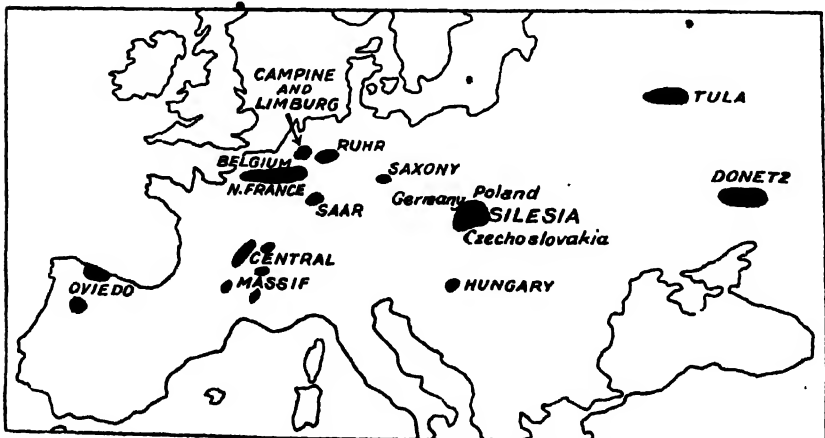 CAMPINE
AND
LIMBURG
TULA
RUHR
BELGIUM
SAXONY
N. FRANCE
DONETZ
Germany
Poland
SAAR
SILESIA
Czechoslovakia
CENTRAL
MASSIF
HUNGARY
OVIEDO